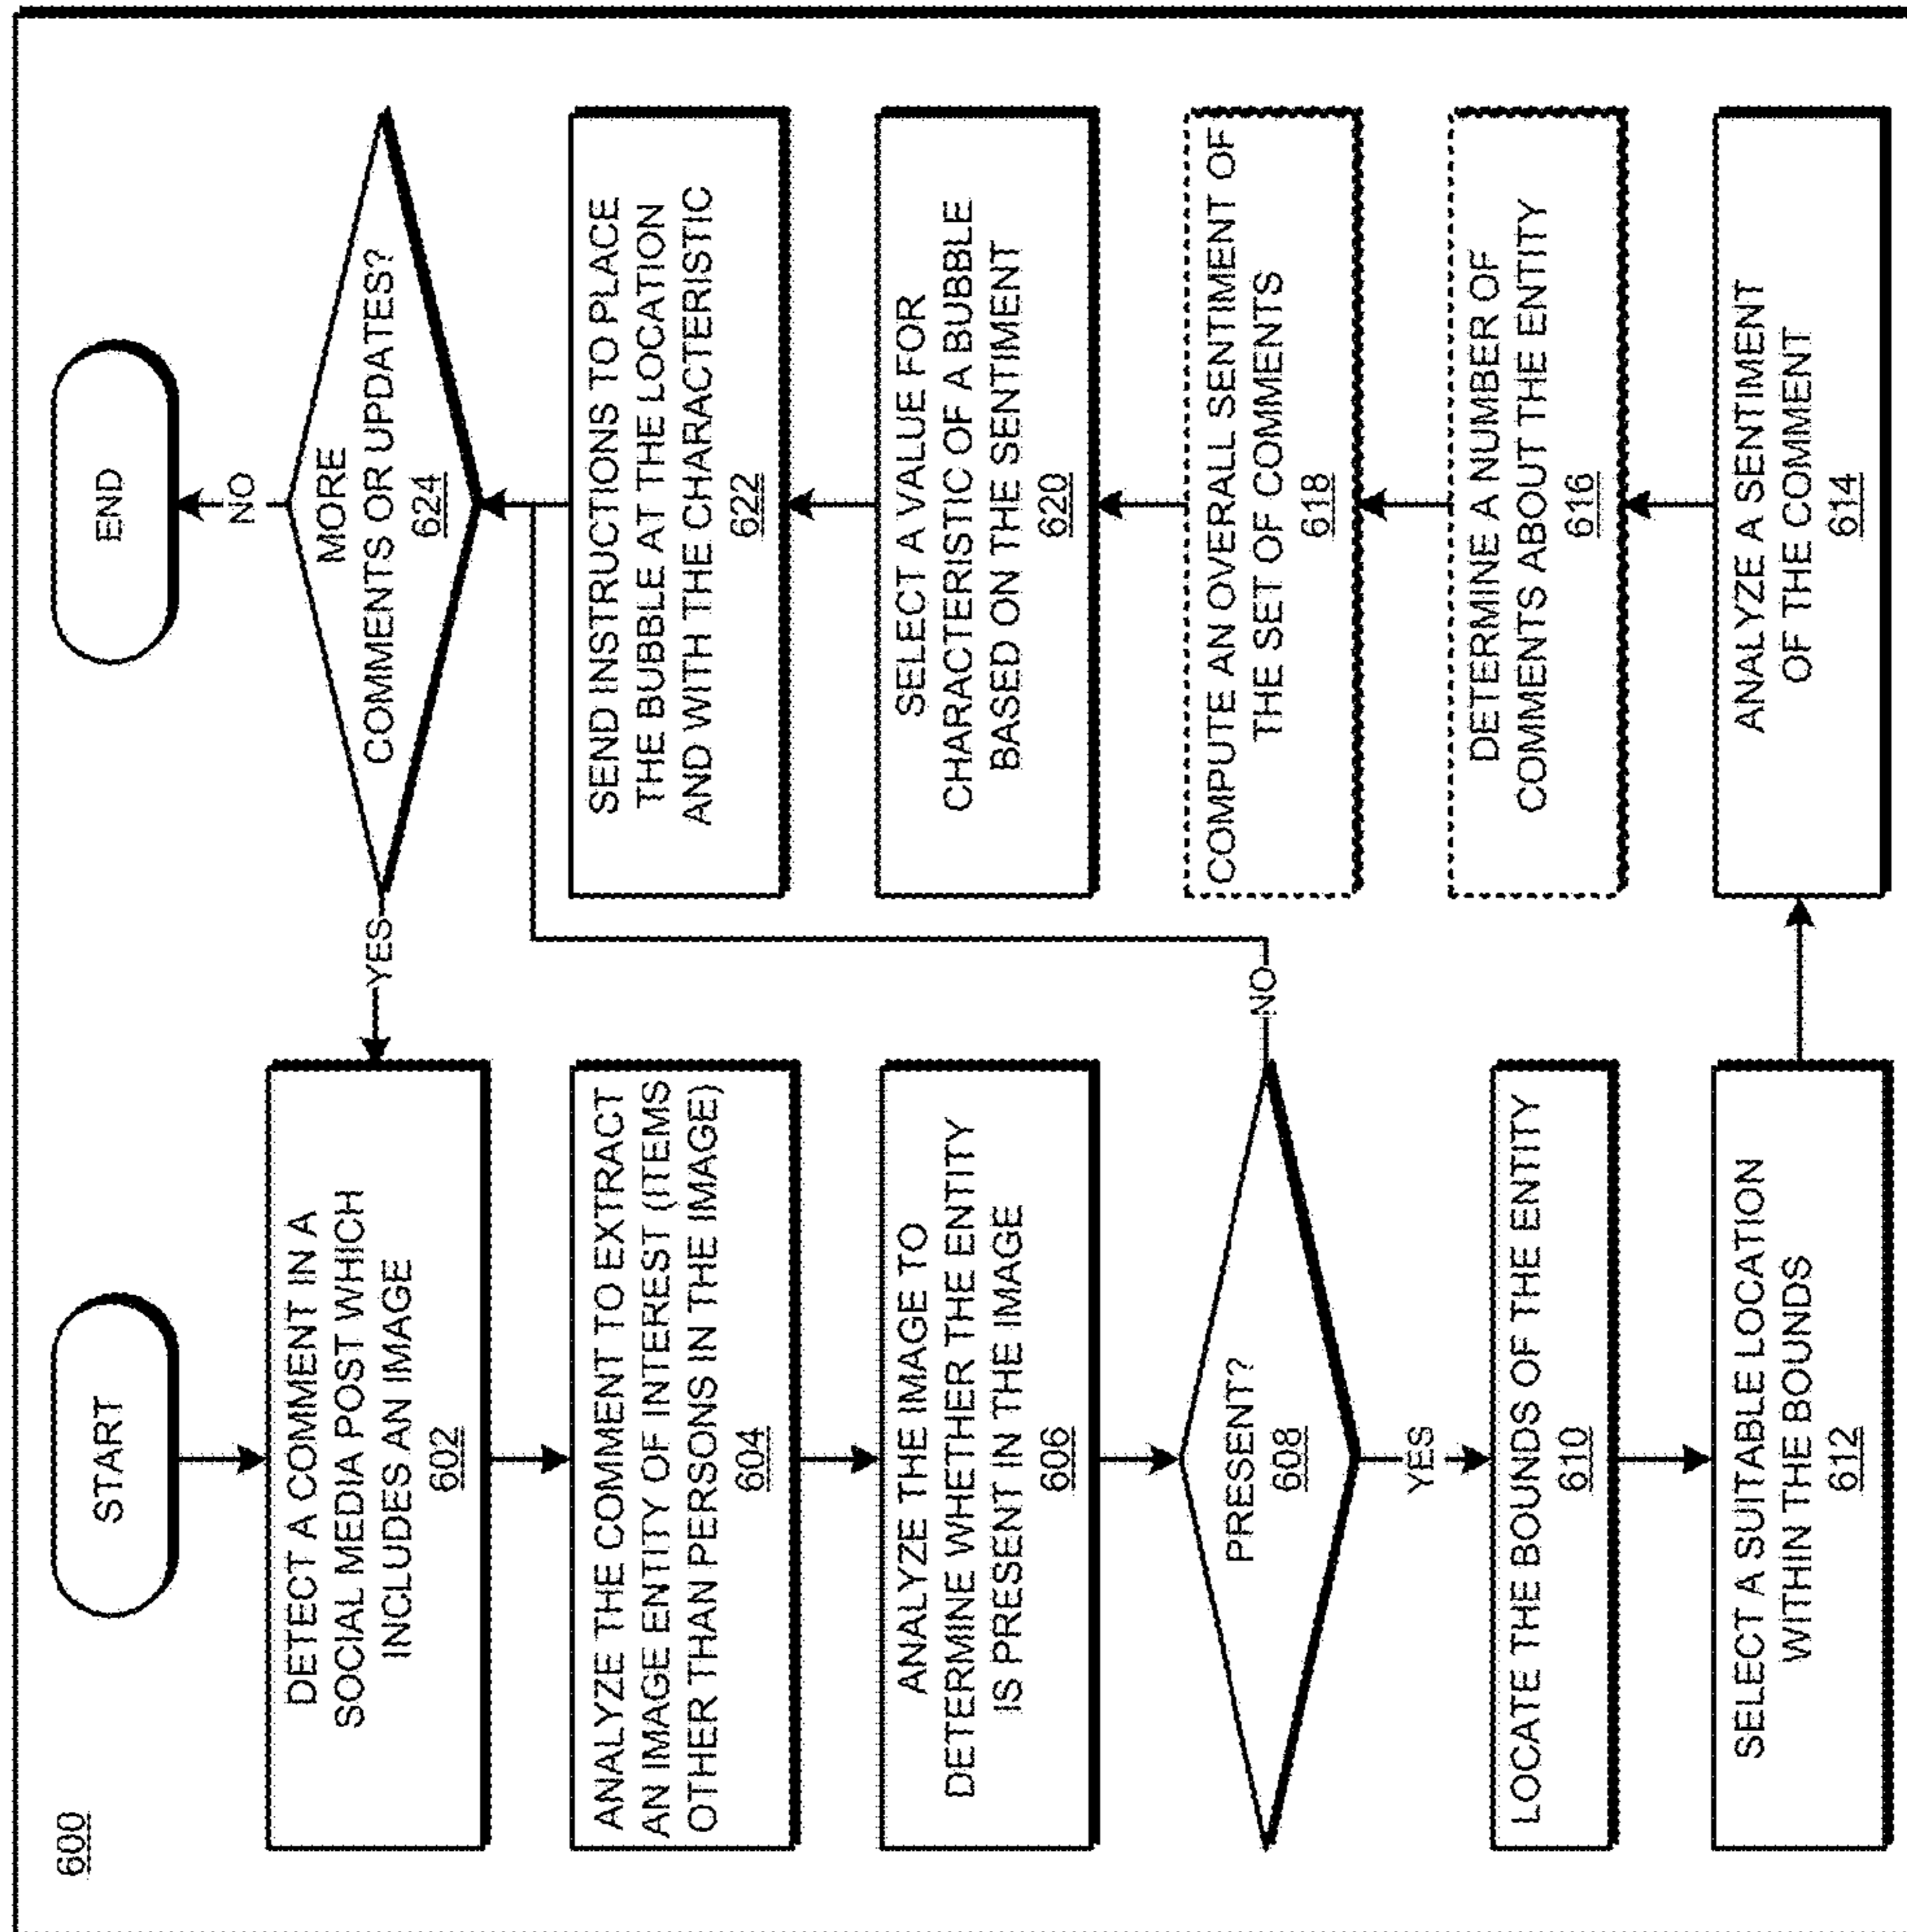 600
START
DETECT A COMMENT IN A
SOCIAL MEDIA POST WHICH
INCLUDES AN IMAGE
602
ANALYZE THE COMMENT TO EXTRACT
AN IMAGE ENTITY OF INTEREST (ITEMS
OTHER THAN PERSONS IN THE IMAGE)
604
ANALYZE THE IMAGE TO
DETERMINE WHETHER THE ENTITY
IS PRESENT IN THE IMAGE
606
PRESENT?
608
NO
YES
LOCATE THE BOUNDS OF THE ENTITY
610
SELECT A SUITABLE LOCATION
WITHIN THE BOUNDS
612
ANALYZE A SENTIMENT
OF THE COMMENT
614
DETERMINE A NUMBER OF
COMMENTS ABOUT THE ENTITY
616
COMPUTE AN OVERALL SENTIMENT OF
THE SET OF COMMENTS
618
SELECT A VALUE FOR
CHARACTERISTIC OF A BUBBLE
BASED ON THE SENTIMENT
620
SEND INSTRUCTIONS TO PLACE
THE BUBBLE AT THE LOCATION
AND WITH THE CHARACTERISTIC
622
MORE
COMMENTS OR UPDATES?
624
YES
NO
END